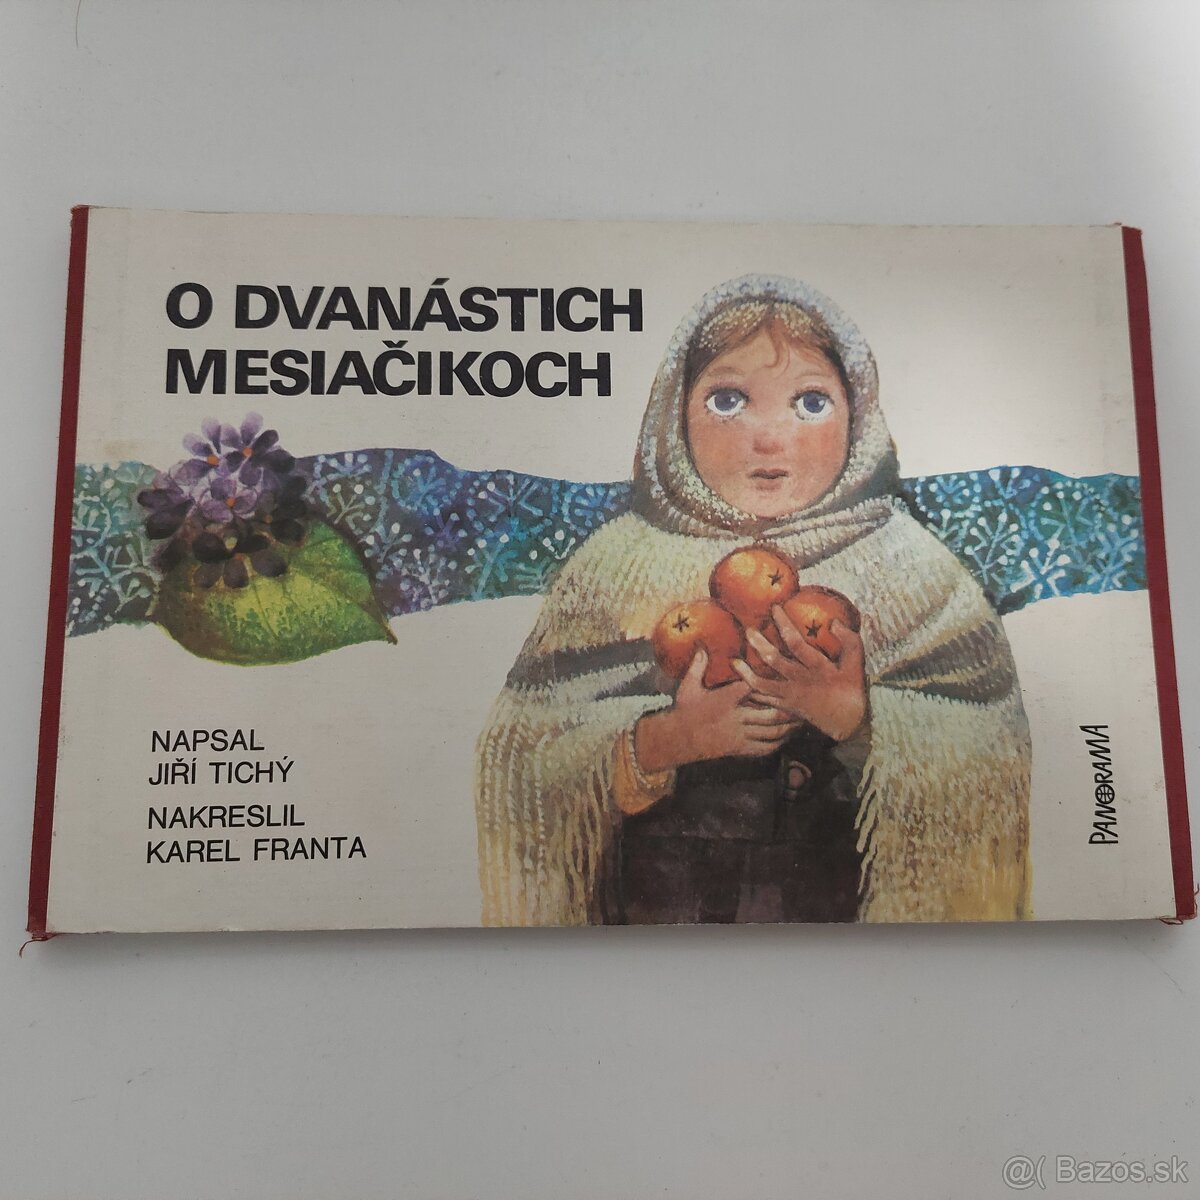 O DVANÁSTICH
MESIAČIKOCH
NAPSAL
JIŘÍ TICHÝ
NAKRESLIL
KAREL FRANTA
PANORAMA
@( Bazos.sk